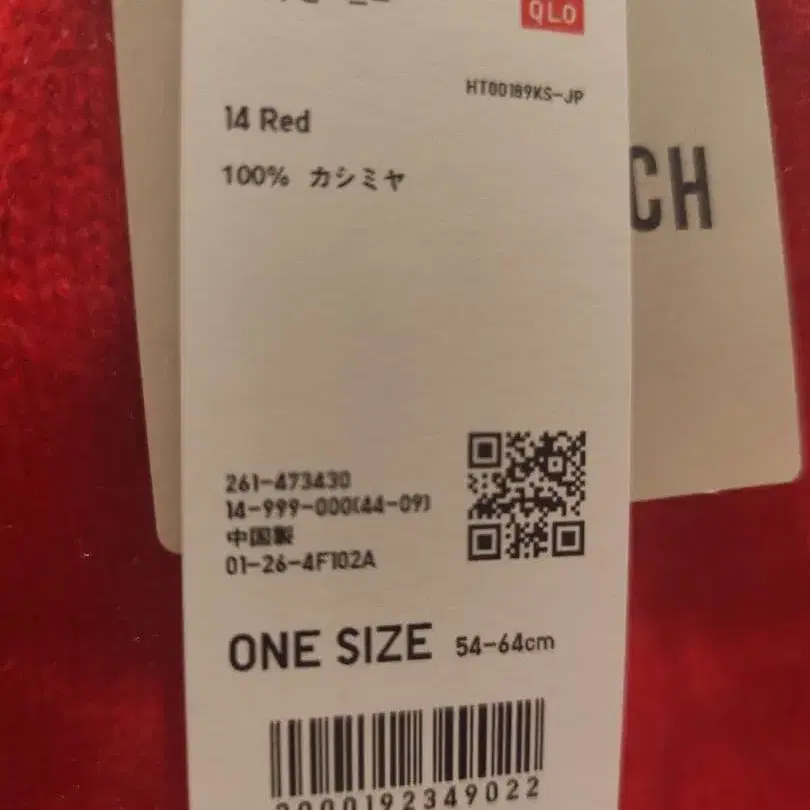 QLO
HT00189KS-JP
14 Red
100% カシミヤ
CH
261-473430
14-999-000(44-09)
中国製
01-26-4F102A
ONE SIZE 54-64cm
2000192349022